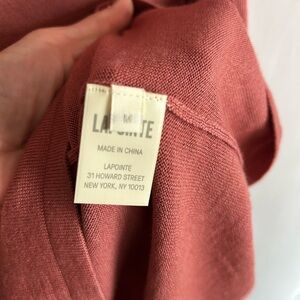 M
LAPOINTE
MADE IN CHINA
LAPOINTE
31 HOWARD STREET
NEW YORK, NY 10013